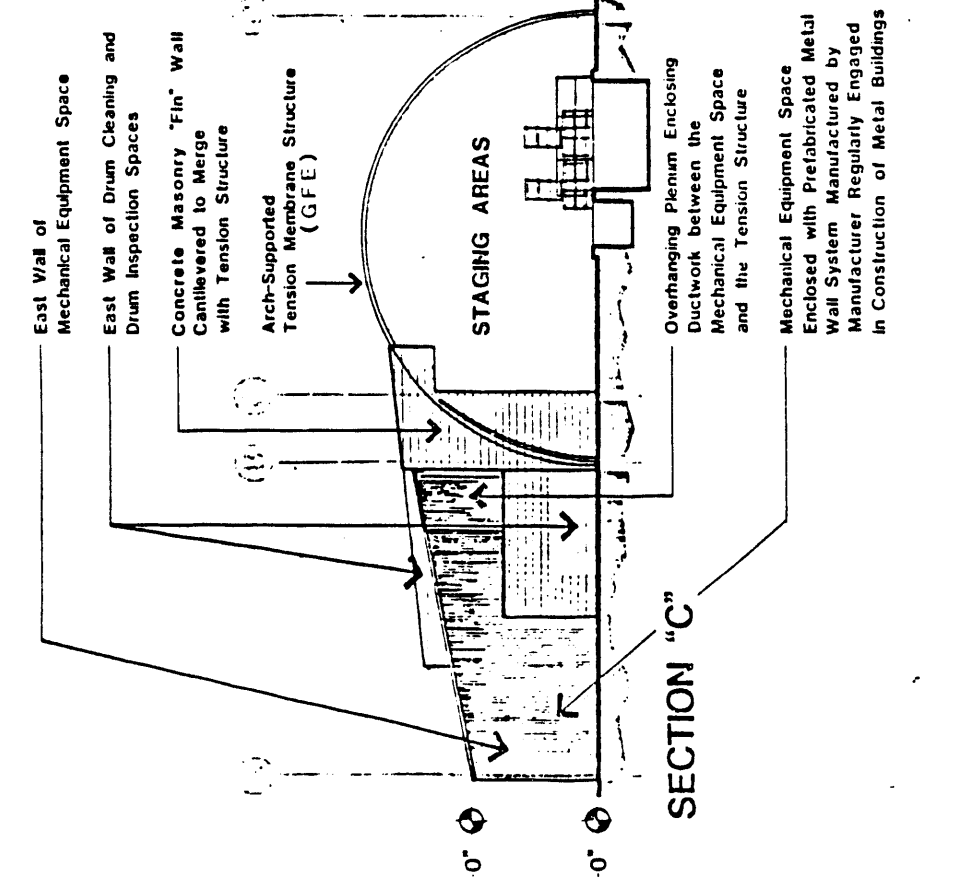 East Wall of
Mechanical Equipment Space
East Wall of Drum Cleaning and
Drum Inspection Spaces
Concrete Masonry "Fin" Wall
Cantilevered to Merge
with Tension Structure
Arch-Supported
Tension Membrane Structure
(GFE)
STAGING AREAS
Overhanging Plenum Enclosing
Ductwork between the
Mechanical Equipment Space
and the Tension Structure
Mechanical Equipment Space
Enclosed with Prefabricated Metal
Wall System Manufactured by
Manufacturer Regularly Engaged
in Construction of Metal Buildings
-0"
-0"
SECTION "C"